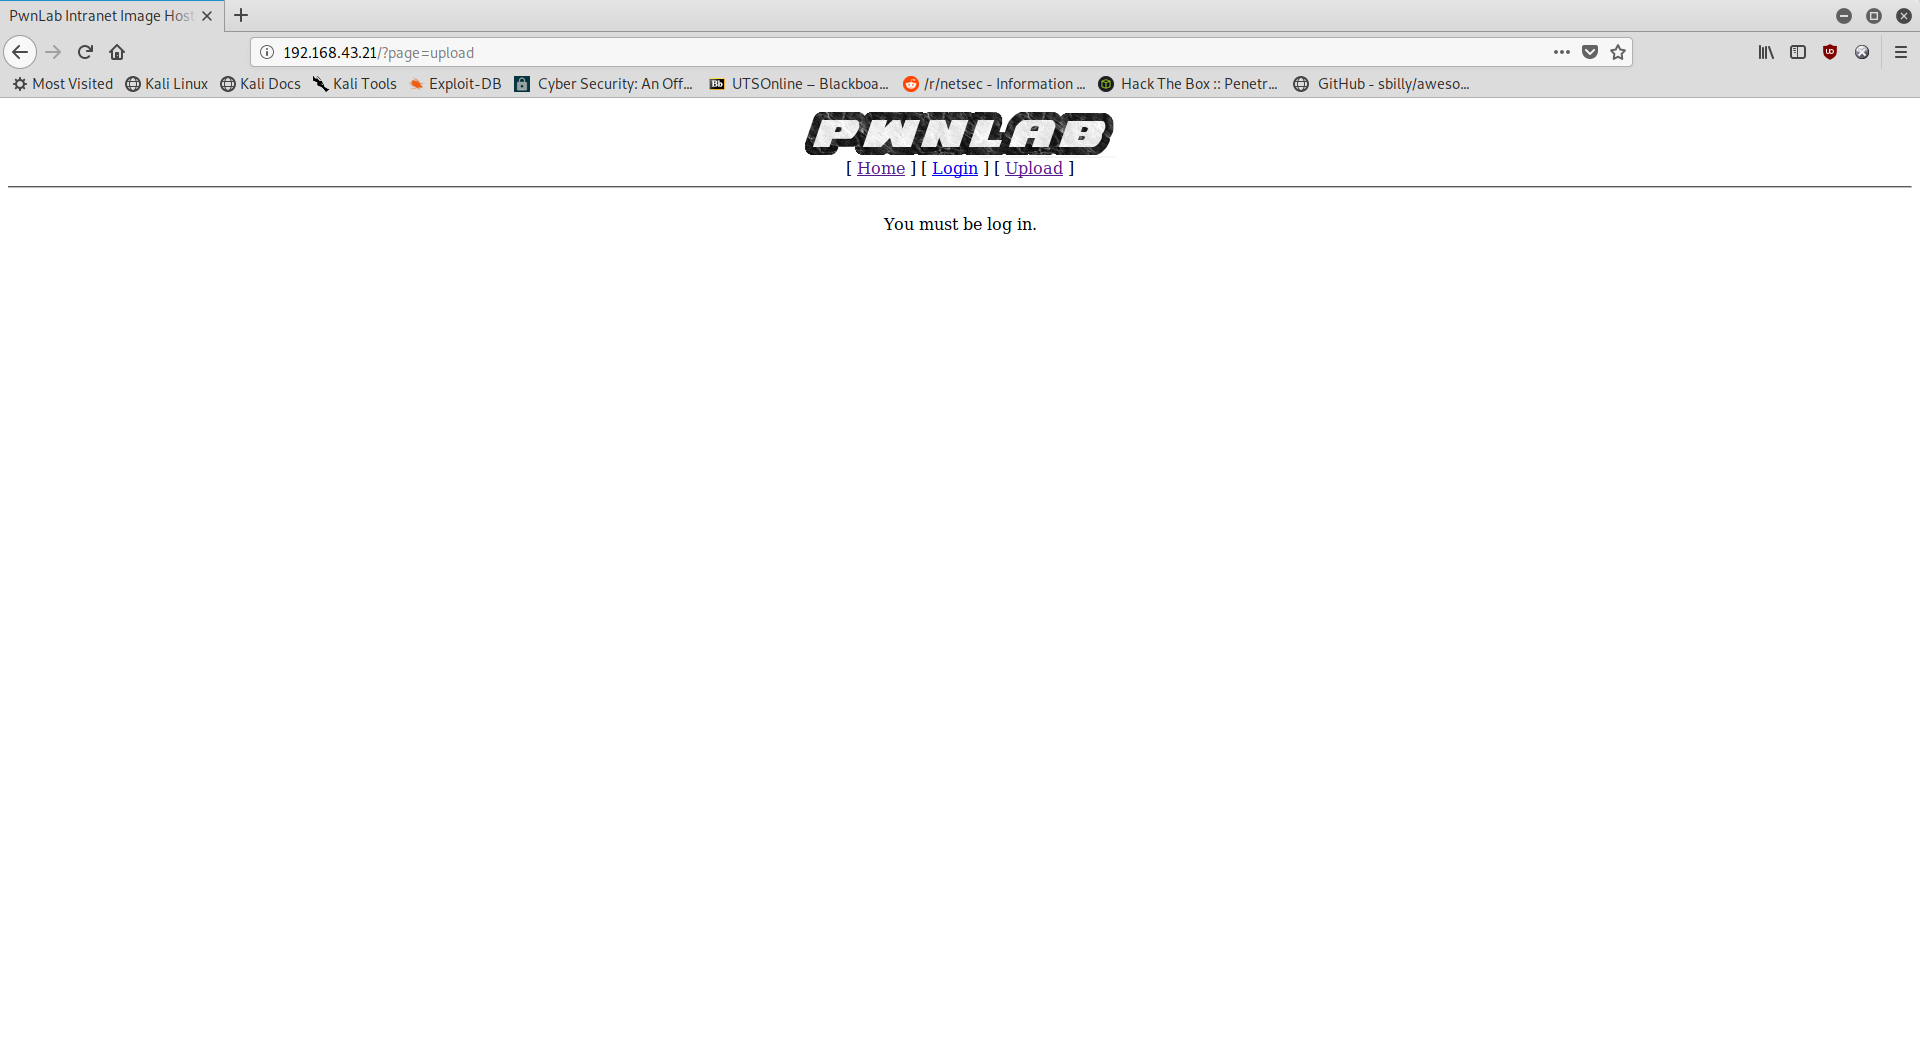 PwnLab Intranet Image Hos
192.168.43.21/?page=upload
Most Visited Kali Linux Kali Docs Kali Tools Exploit-DB Cyber Security: An Off... UTSOnline – Blackboa... /r/netsec - Information ... Hack The Box :: Penetr... GitHub - sbilly/aweso...
PWNLAB
[ Home ] [ Login ] [ Upload ]
You must be log in.